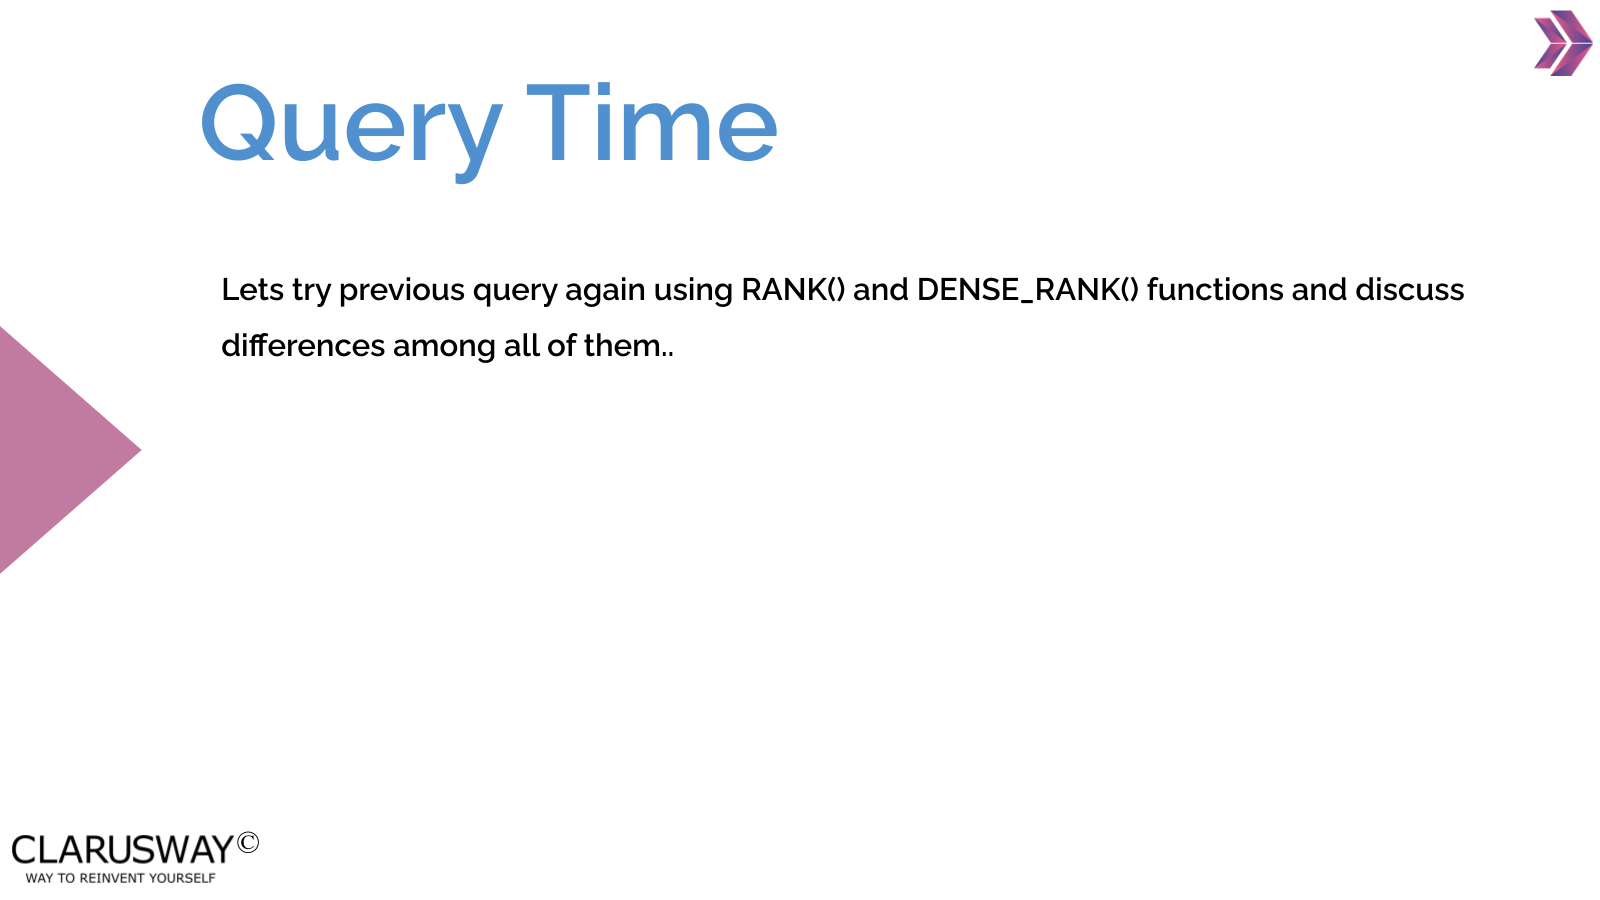 Query Time
Lets try previous query again using RANK() and DENSE_RANK() functions and discuss
differences among all of them..
CLARUSWAY©
WAY TO REINVENT YOURSELF